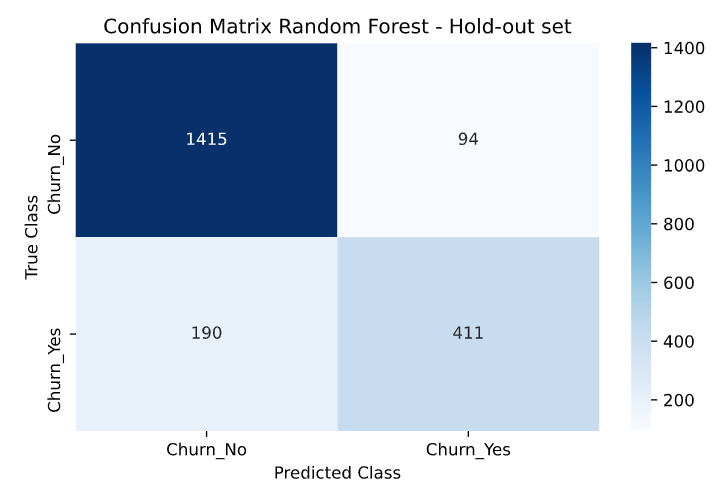 Confusion Matrix Random Forest - Hold-out set
True Class
Churn_No
Churn_Yes
1415
94
190
411
Churn_No
Churn_Yes
Predicted Class
1400
1200
1000
800
600
400
200